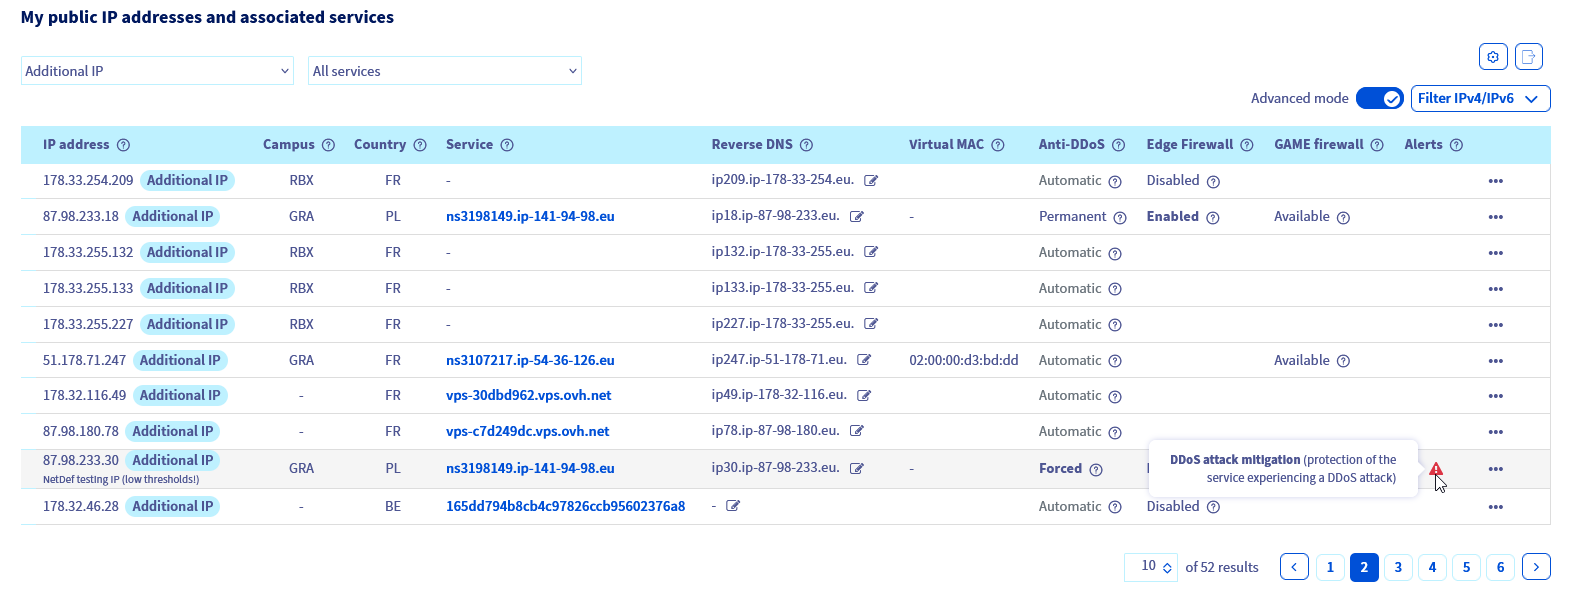 My public IP addresses and associated services
Additional IP All services
Advanced mode Filter IPv4/IPv6
IP address Campus Country Service Reverse DNS Virtual MAC Anti-DDoS Edge Firewall GAME firewall Alerts
178.33.254.209 Additional IP RBX FR - ip209.ip-178-33-254.eu. Automatic Disabled
87.98.233.18 Additional IP GRA PL ns3198149.ip-141-94-98.eu ip18.ip-87-98-233.eu. - Permanent Enabled Available
178.33.255.132 Additional IP RBX FR - ip132.ip-178-33-255.eu. Automatic
178.33.255.133 Additional IP RBX FR - ip133.ip-178-33-255.eu. Automatic
178.33.255.227 Additional IP RBX FR - ip227.ip-178-33-255.eu. Automatic
51.178.71.247 Additional IP GRA FR ns3107217.ip-54-36-126.eu ip247.ip-51-178-71.eu. 02:00:00:d3:bd:dd Automatic Available
178.32.116.49 Additional IP - FR vps-30dbd962.vps.ovh.net ip49.ip-178-32-116.eu. Automatic
87.98.180.78 Additional IP - FR vps-c7d249dc.vps.ovh.net ip78.ip-87-98-180.eu. Automatic
87.98.233.30 Additional IP GRA PL ns3198149.ip-141-94-98.eu ip30.ip-87-98-233.eu. - Forced
NetDef testing IP (low thresholds!)
DDoS attack mitigation (protection of the
service experiencing a DDoS attack)
178.32.46.28 Additional IP - BE 165dd794b8cb4c97826ccb95602376a8 - Automatic Disabled
10 of 52 results 1 2 3 4 5 6